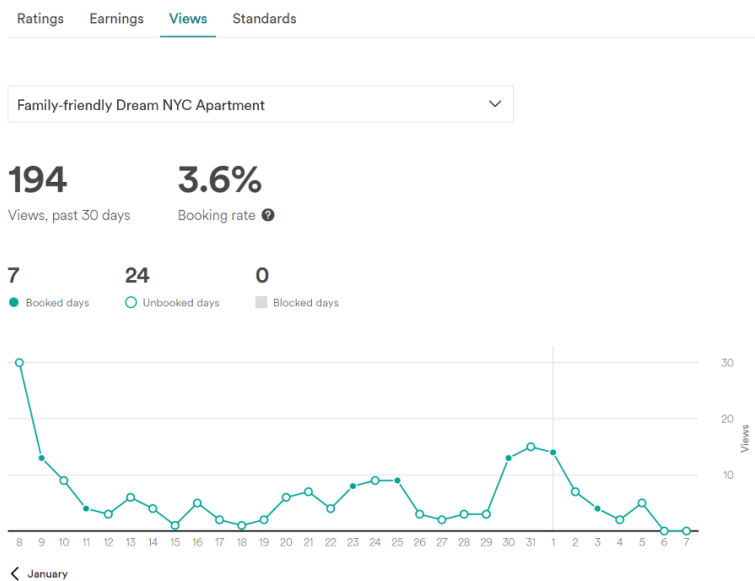 Ratings Earnings Views Standards
Family-friendly Dream NYC Apartment
194 3.6%
Views, past 30 days Booking rate ?
7 24 0
Booked days Unbooked days Blocked days
30
20
Views
10
8 9 10 11 12 13 14 15 16 17 18 19 20 21 22 23 24 25 26 27 28 29 30 31 1 2 3 4 5 6 7
January